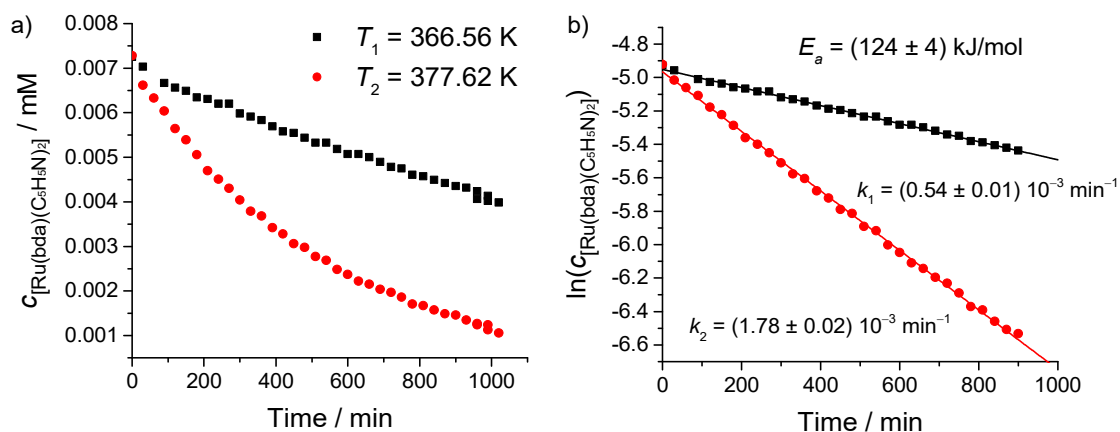 a)
c[Ru(bda)(C₅H₅N)₂] / mM
0.008
0.007
0.006
0.005
0.004
0.003
0.002
0.001
T₁ = 366.56 K
T₂ = 377.62 K
0 200 400 600 800 1000
Time / min
b)
ln(c[Ru(bda)(C₅H₅N)₂])
-4.8
-5.0
-5.2
-5.4
-5.6
-5.8
-6.0
-6.2
-6.4
-6.6
Eₐ = (124 ± 4) kJ/mol
k₁ = (0.54 ± 0.01) 10⁻³ min⁻¹
k₂ = (1.78 ± 0.02) 10⁻³ min⁻¹
0 200 400 600 800 1000
Time / min